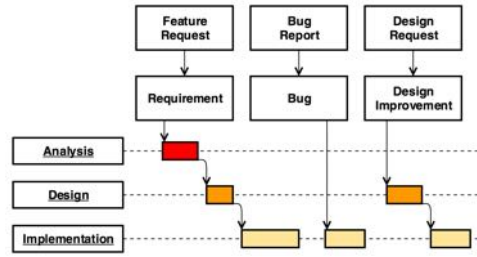 Feature
Request
Bug
Report
Design
Request
Requirement
Bug
Design
Improvement
Analysis
Design
Implementation